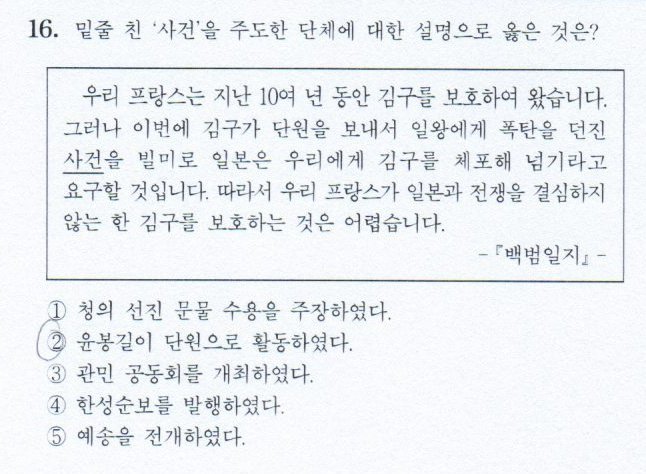 16. 밑줄 친 '사건'을 주도한 단체에 대한 설명으로 옳은 것은?
우리 프랑스는 지난 10여 년 동안 김구를 보호하여 왔습니다.
그러나 이번에 김구가 단원을 보내서 일왕에게 폭탄을 던진
사건을 빌미로 일본은 우리에게 김구를 체포해 넘기라고
요구할 것입니다. 따라서 우리 프랑스가 일본과 전쟁을 결심하지
않는 한 김구를 보호하는 것은 어렵습니다.
-『백범일지』-
① 청의 선진 문물 수용을 주장하였다.
② 윤봉길이 단원으로 활동하였다.
③ 관민 공동회를 개최하였다.
④ 한성순보를 발행하였다.
⑤ 예송을 전개하였다.